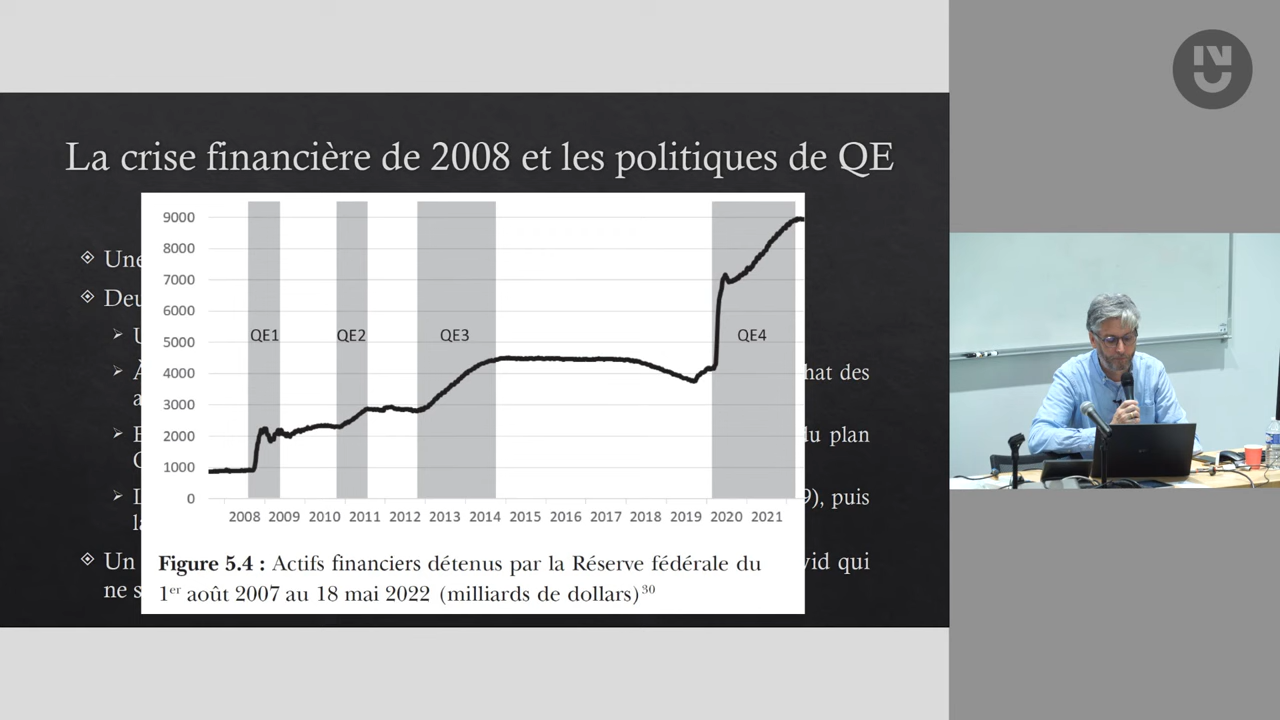 La crise financière de 2008 et les politiques de QE
Une
Deu
hat des
du plan
9), puis
Un
vid qui
ne s
9000
8000
7000
6000
5000
4000
3000
2000
1000
0
QE1
QE2
QE3
QE4
2008 2009 2010 2011 2012 2013 2014 2015 2016 2017 2018 2019 2020 2021
Figure 5.4 : Actifs financiers détenus par la Réserve fédérale du
1er août 2007 au 18 mai 2022 (milliards de dollars)30